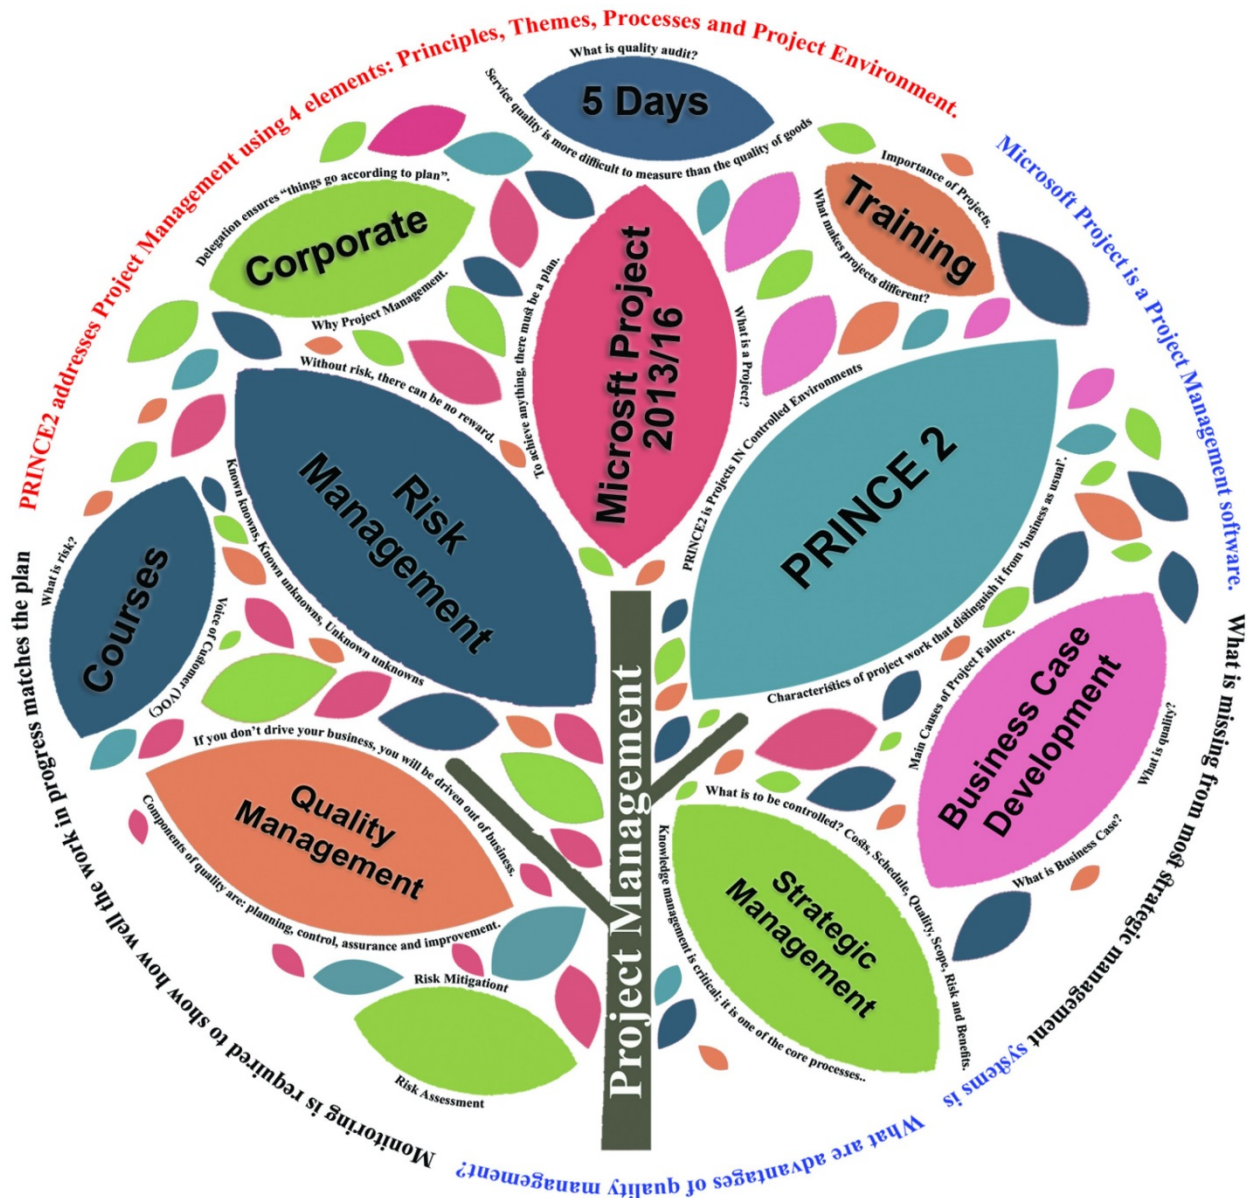 PRINCE2 addresses Project Management using 4 elements: Principles, Themes, Processes and Project Environment.
Microsoft Project is a Project Management software.
What is missing from most strategic management systems is
What are advantages of quality management?
Monitoring is required to show how well the work in progress matches the plan
What is quality audit?
5 Days
Service quality is more difficult to measure than the quality of goods
Delegation ensures “things go according to plan”.
Corporate
Why Project Management.
Importance of Projects.
Training
What makes projects different?
To achieve anything, there must be a plan.
Microsft Project
2013/16
What is a Project?
Without risk, there can be no reward.
Risk
Management
Known knowns, Known unknowns, Unknown unknowns
PRINCE2 is Projects IN Controlled Environments
PRINCE 2
Characteristics of project work that distinguish it from ‘business as usual’.
What is risk?
Courses
Voice of Customer (VOC)
Main Causes of Project Failure.
Business Case
Development
What is quality?
What is Business Case?
If you don’t drive your business, you will be driven out of business.
Quality
Management
Components of quality are: planning, control, assurance and improvement.
What is to be controlled? Costs, Schedule, Quality, Scope, Risk and Benefits.
Strategic
Management
Knowledge management is critical; it is one of the core processes..
Risk Mitigationt
Risk Assessment
Project Management